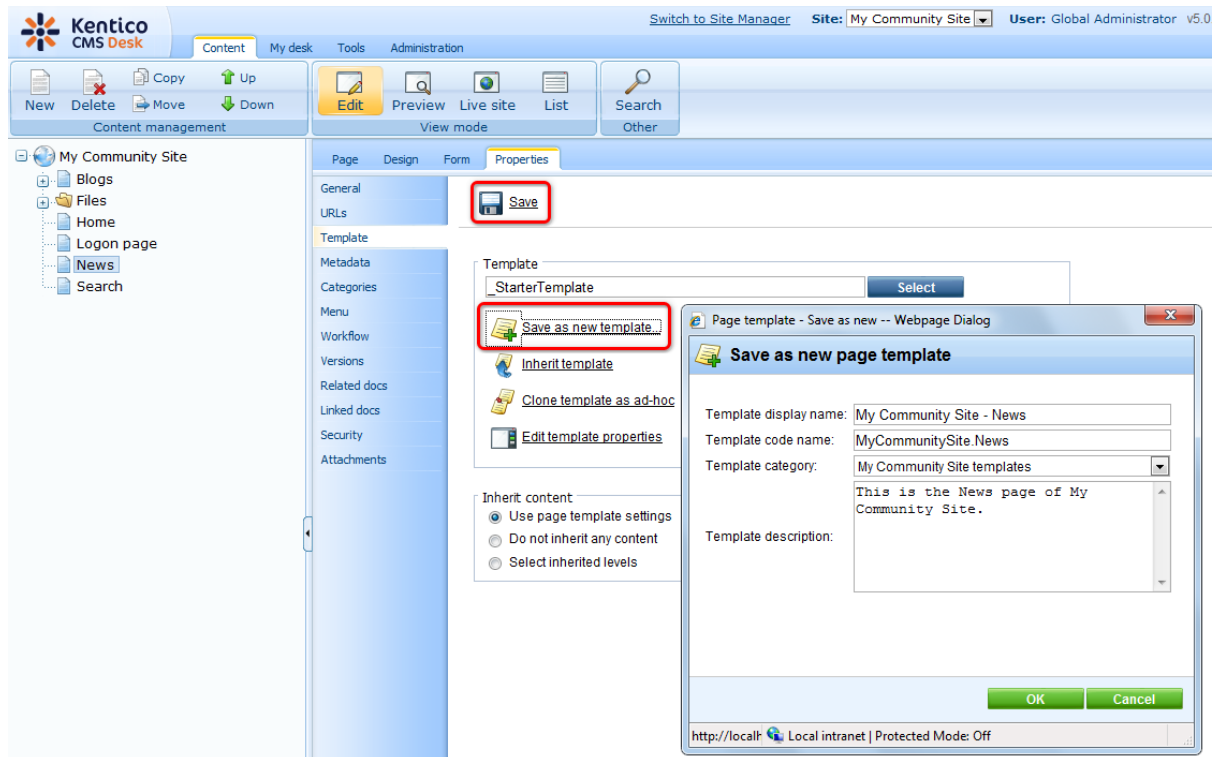 Kentico
CMS Desk
Switch to Site Manager Site: My Community Site User: Global Administrator v5.0
Content My desk Tools Administration
New Delete Copy Move Up Down
Content management
Edit Preview Live site List
View mode
Search
Other
My Community Site
Blogs
Files
Home
Logon page
News
Search
Page Design Form Properties
General
URLs
Template
Metadata
Categories
Menu
Workflow
Versions
Related docs
Linked docs
Security
Attachments
Save
Template
_StarterTemplate Select
Save as new template...
Inherit template
Clone template as ad-hoc
Edit template properties
Inherit content
Use page template settings
Do not inherit any content
Select inherited levels
Page template - Save as new -- Webpage Dialog
Save as new page template
Template display name: My Community Site - News
Template code name: MyCommunitySite.News
Template category: My Community Site templates
Template description: This is the News page of My
Community Site.
OK Cancel
http://localh Local intranet | Protected Mode: Off